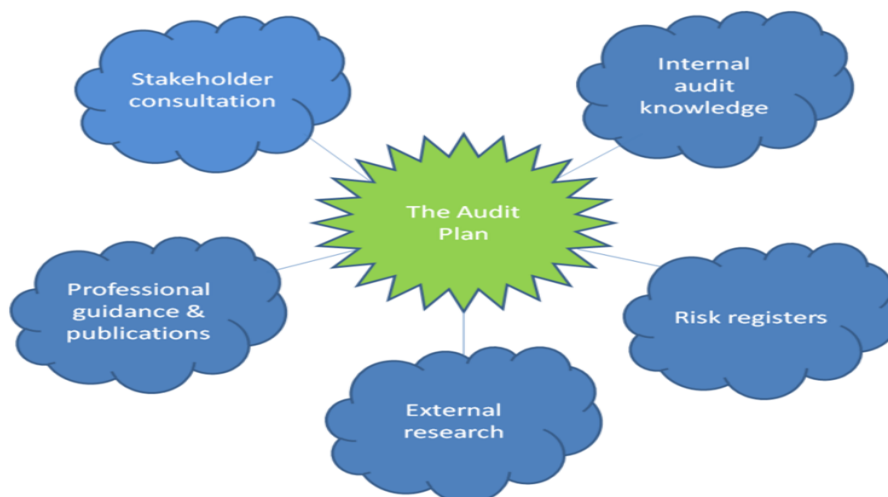 Stakeholder
consultation
Internal
audit
knowledge
The Audit
Plan
Professional
guidance &
publications
Risk registers
External
research